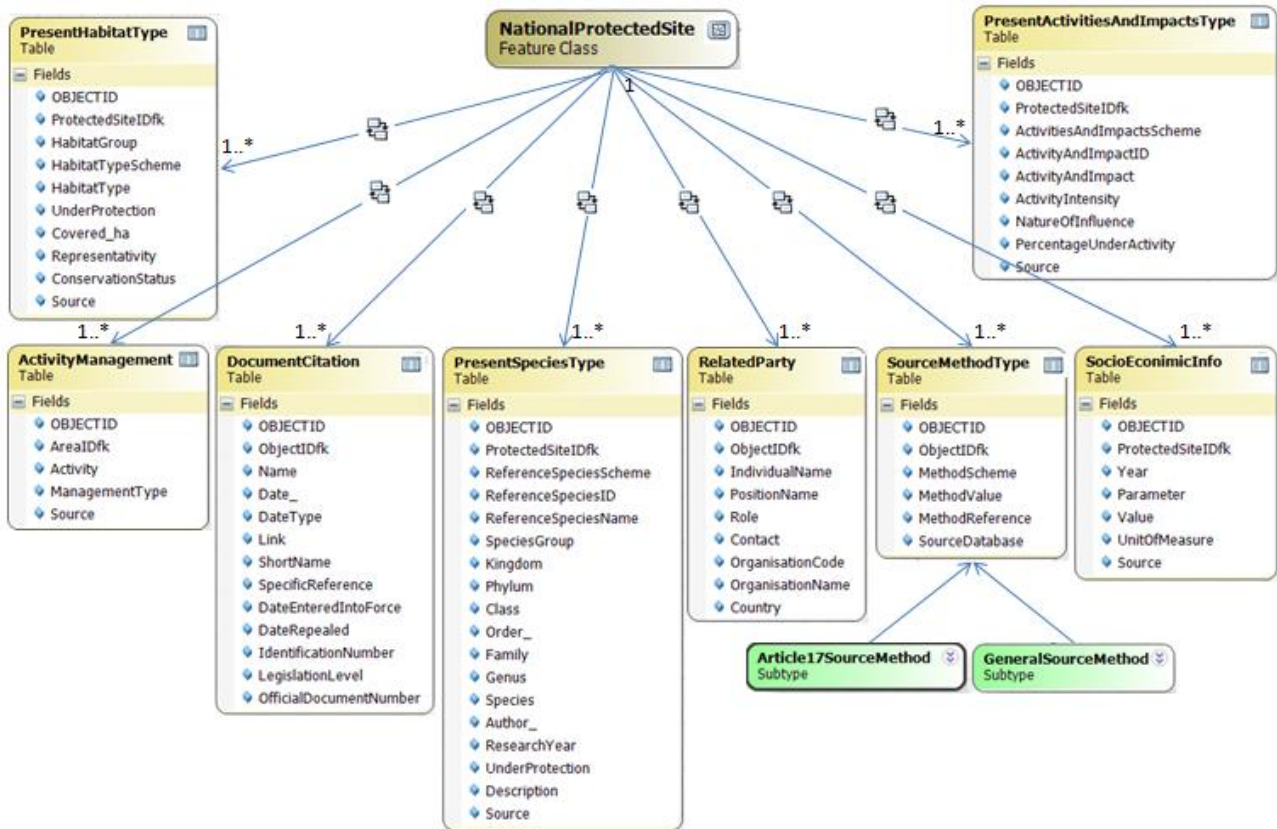 PresentHabitatType
Table
Fields
OBJECTID
ProtectedSiteIDfk
HabitatGroup
HabitatTypeScheme
HabitatType
UnderProtection
Covered_ha
Representativity
ConservationStatus
Source
NationalProtectedSite
Feature Class
1
PresentActivitiesAndImpactsType
Table
Fields
OBJECTID
ProtectedSiteIDfk
ActivitiesAndImpactsScheme
ActivityAndImpactID
ActivityAndImpact
ActivityIntensity
NatureOfInfluence
PercentageUnderActivity
Source
1..*
1..*
1..*
1..*
1..*
1..*
1..*
1..*
ActivityManagement
Table
Fields
OBJECTID
AreaIDfk
Activity
ManagementType
Source
DocumentCitation
Table
Fields
OBJECTID
ObjectIDfk
Name
Date_
DateType
Link
ShortName
SpecificReference
DateEnteredIntoForce
DateRepealed
IdentificationNumber
LegislationLevel
OfficialDocumentNumber
PresentSpeciesType
Table
Fields
OBJECTID
ProtectedSiteIDfk
ReferenceSpeciesScheme
ReferenceSpeciesID
ReferenceSpeciesName
SpeciesGroup
Kingdom
Phylum
Class
Order_
Family
Genus
Species
Author_
ResearchYear
UnderProtection
Description
Source
RelatedParty
Table
Fields
OBJECTID
ObjectIDfk
IndividualName
PositionName
Role
Contact
OrganisationCode
OrganisationName
Country
SourceMethodType
Table
Fields
OBJECTID
ObjectIDfk
MethodScheme
MethodValue
MethodReference
SourceDatabase
SocioEconimicInfo
Table
Fields
OBJECTID
ProtectedSiteIDfk
Year
Parameter
Value
UnitOfMeasure
Source
Article17SourceMethod
Subtype
GeneralSourceMethod
Subtype